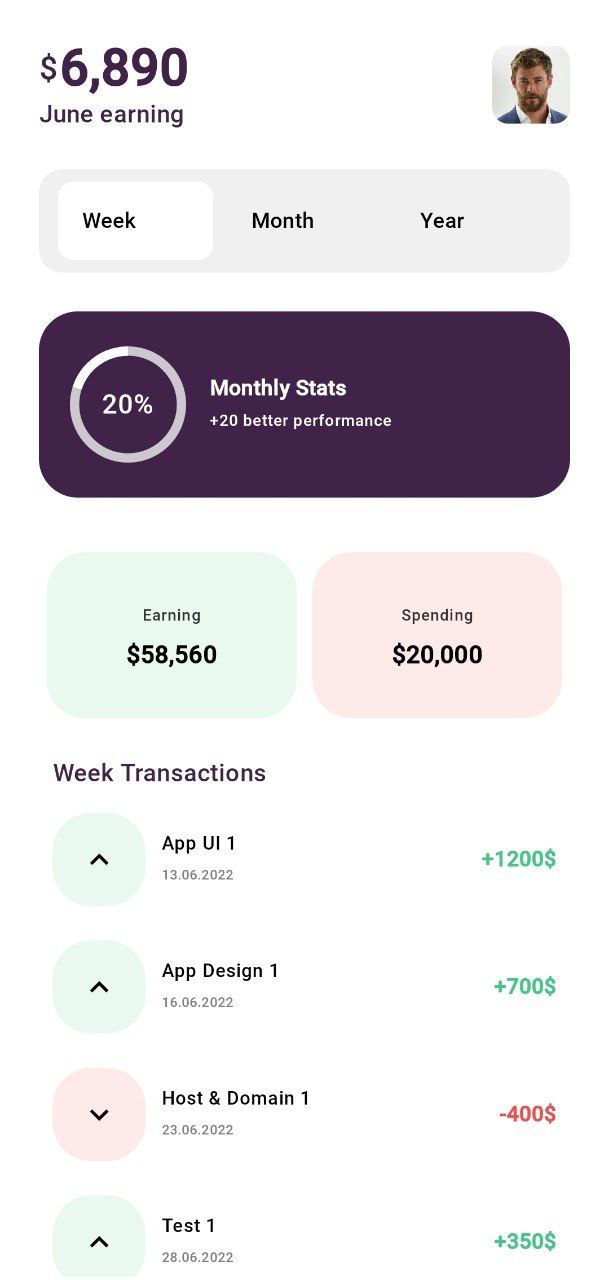 $6,890
June earning
Week Month Year
20%
Monthly Stats
+20 better performance
Earning
$58,560
Spending
$20,000
Week Transactions
App UI 1
13.06.2022
+1200$
App Design 1
16.06.2022
+700$
Host & Domain 1
23.06.2022
-400$
Test 1
28.06.2022
+350$